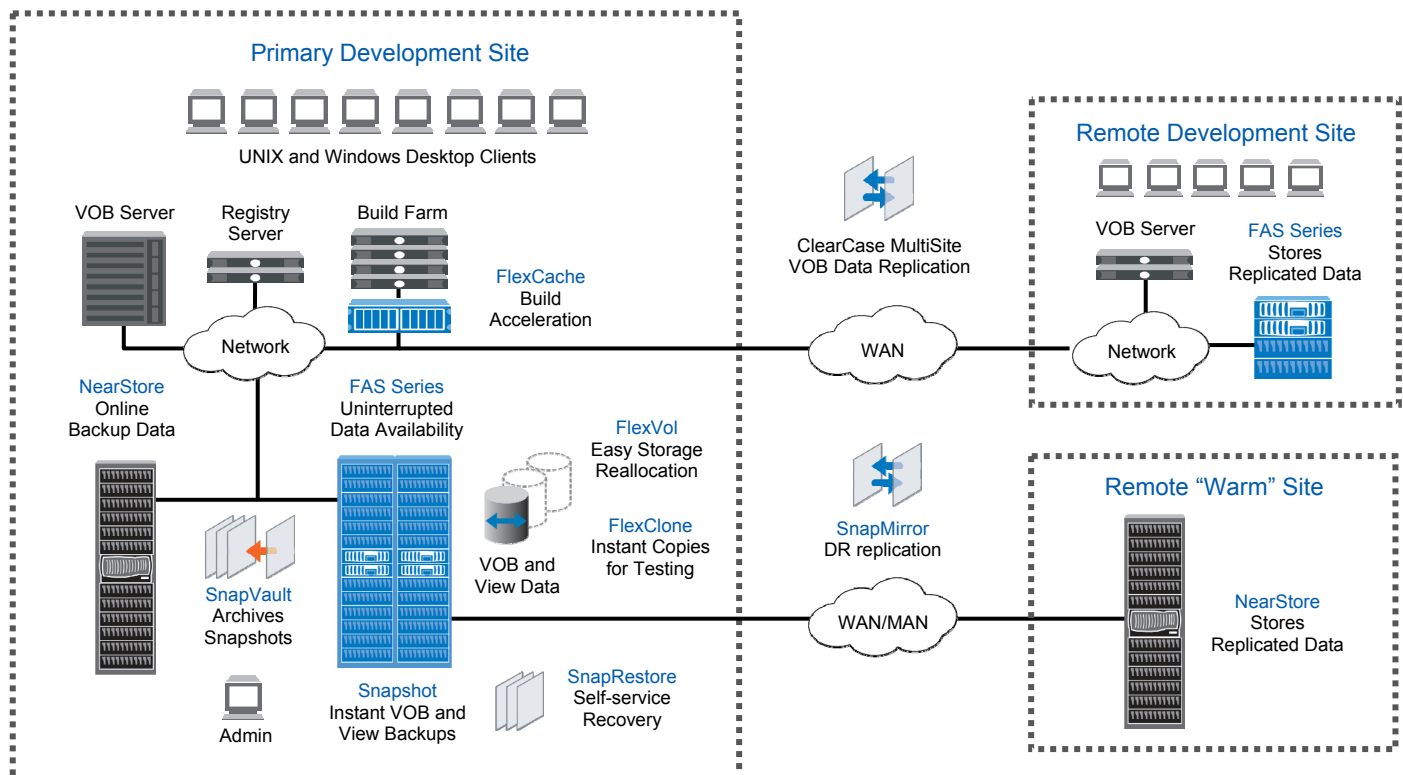 Primary Development Site
UNIX and Windows Desktop Clients
VOB Server
Registry
Server
Build Farm
FlexCache
Build
Acceleration
Network
NearStore
Online
Backup Data
FAS Series
Uninterrupted
Data Availability
FlexVol
Easy Storage
Reallocation
FlexClone
Instant Copies
for Testing
VOB and
View Data
SnapVault
Archives
Snapshots
Admin
Snapshot
Instant VOB and
View Backups
SnapRestore
Self-service
Recovery
ClearCase MultiSite
VOB Data Replication
WAN
SnapMirror
DR replication
WAN/MAN
Remote Development Site
VOB Server
FAS Series
Stores
Replicated Data
Network
Remote “Warm” Site
NearStore
Stores
Replicated Data